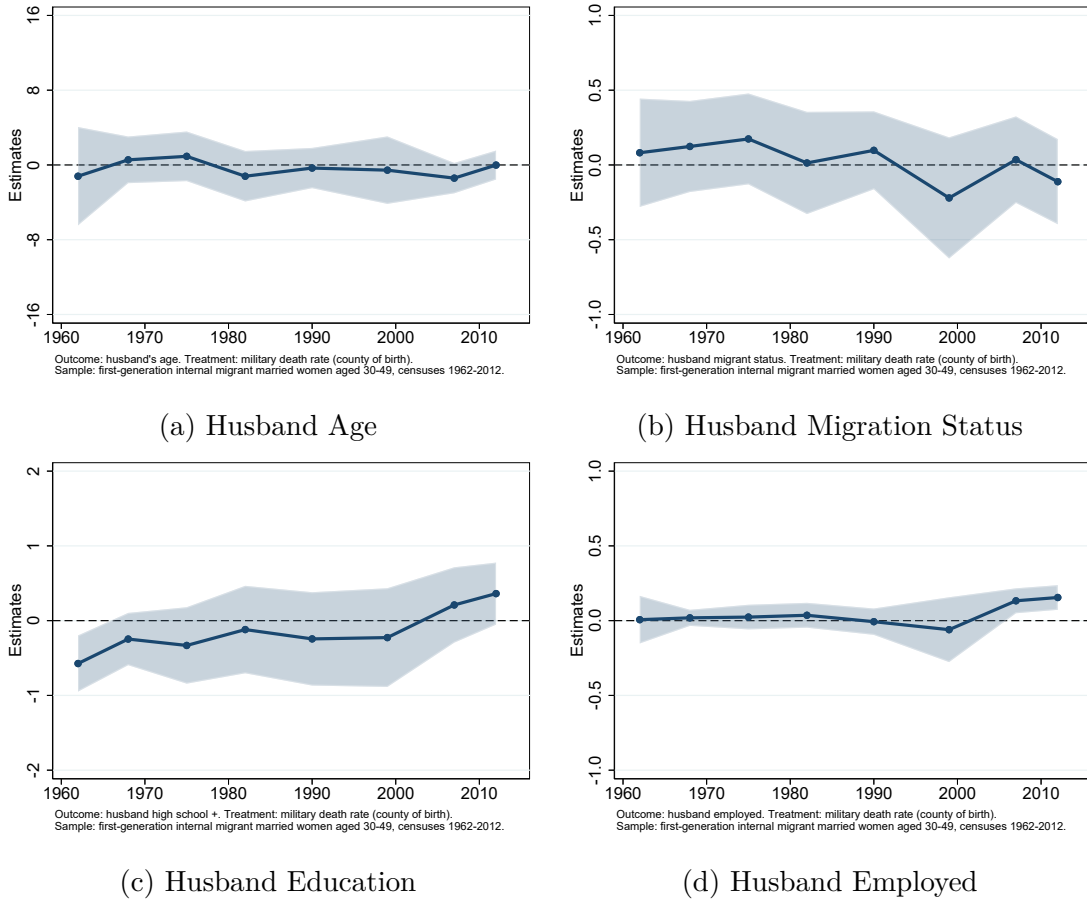 16
8
0
-8
-16
Estimates
1960 1970 1980 1990 2000 2010
Outcome: husband's age. Treatment: military death rate (county of birth).
Sample: first-generation internal migrant married women aged 30-49, censuses 1962-2012.
(a) Husband Age
1.0
0.5
0.0
-0.5
-1.0
Estimates
1960 1970 1980 1990 2000 2010
Outcome: husband migrant status. Treatment: military death rate (county of birth).
Sample: first-generation internal migrant married women aged 30-49, censuses 1962-2012.
(b) Husband Migration Status
2
1
0
-1
-2
Estimates
1960 1970 1980 1990 2000 2010
Outcome: husband high school +. Treatment: military death rate (county of birth).
Sample: first-generation internal migrant married women aged 30-49, censuses 1962-2012.
(c) Husband Education
1.0
0.5
0.0
-0.5
-1.0
Estimates
1960 1970 1980 1990 2000 2010
Outcome: husband employed. Treatment: military death rate (county of birth).
Sample: first-generation internal migrant married women aged 30-49, censuses 1962-2012.
(d) Husband Employed